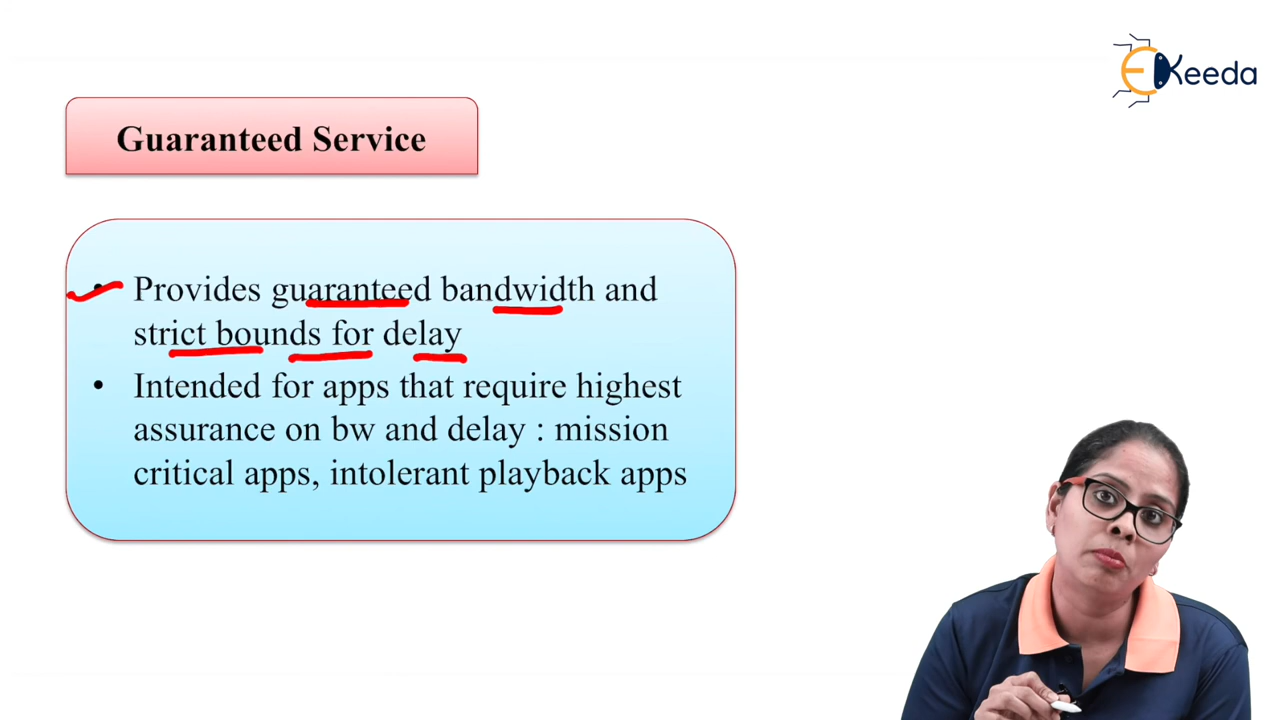 EKeeda
Guaranteed Service
• Provides guaranteed bandwidth and
strict bounds for delay
• Intended for apps that require highest
assurance on bw and delay : mission
critical apps, intolerant playback apps